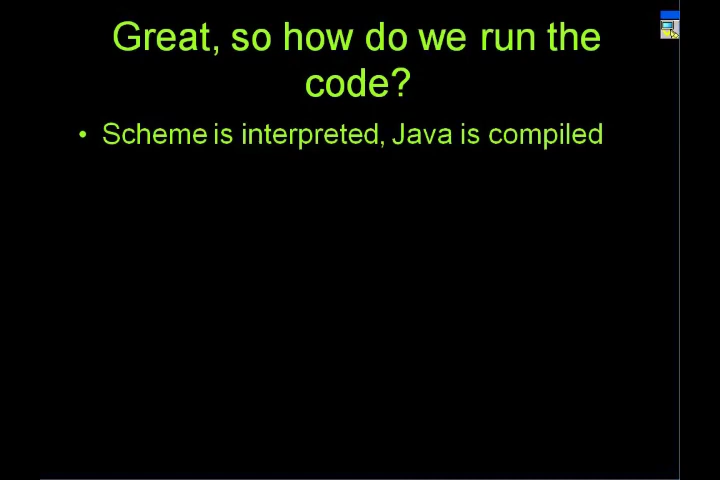 Great, so how do we run the
code?
• Scheme is interpreted, Java is compiled